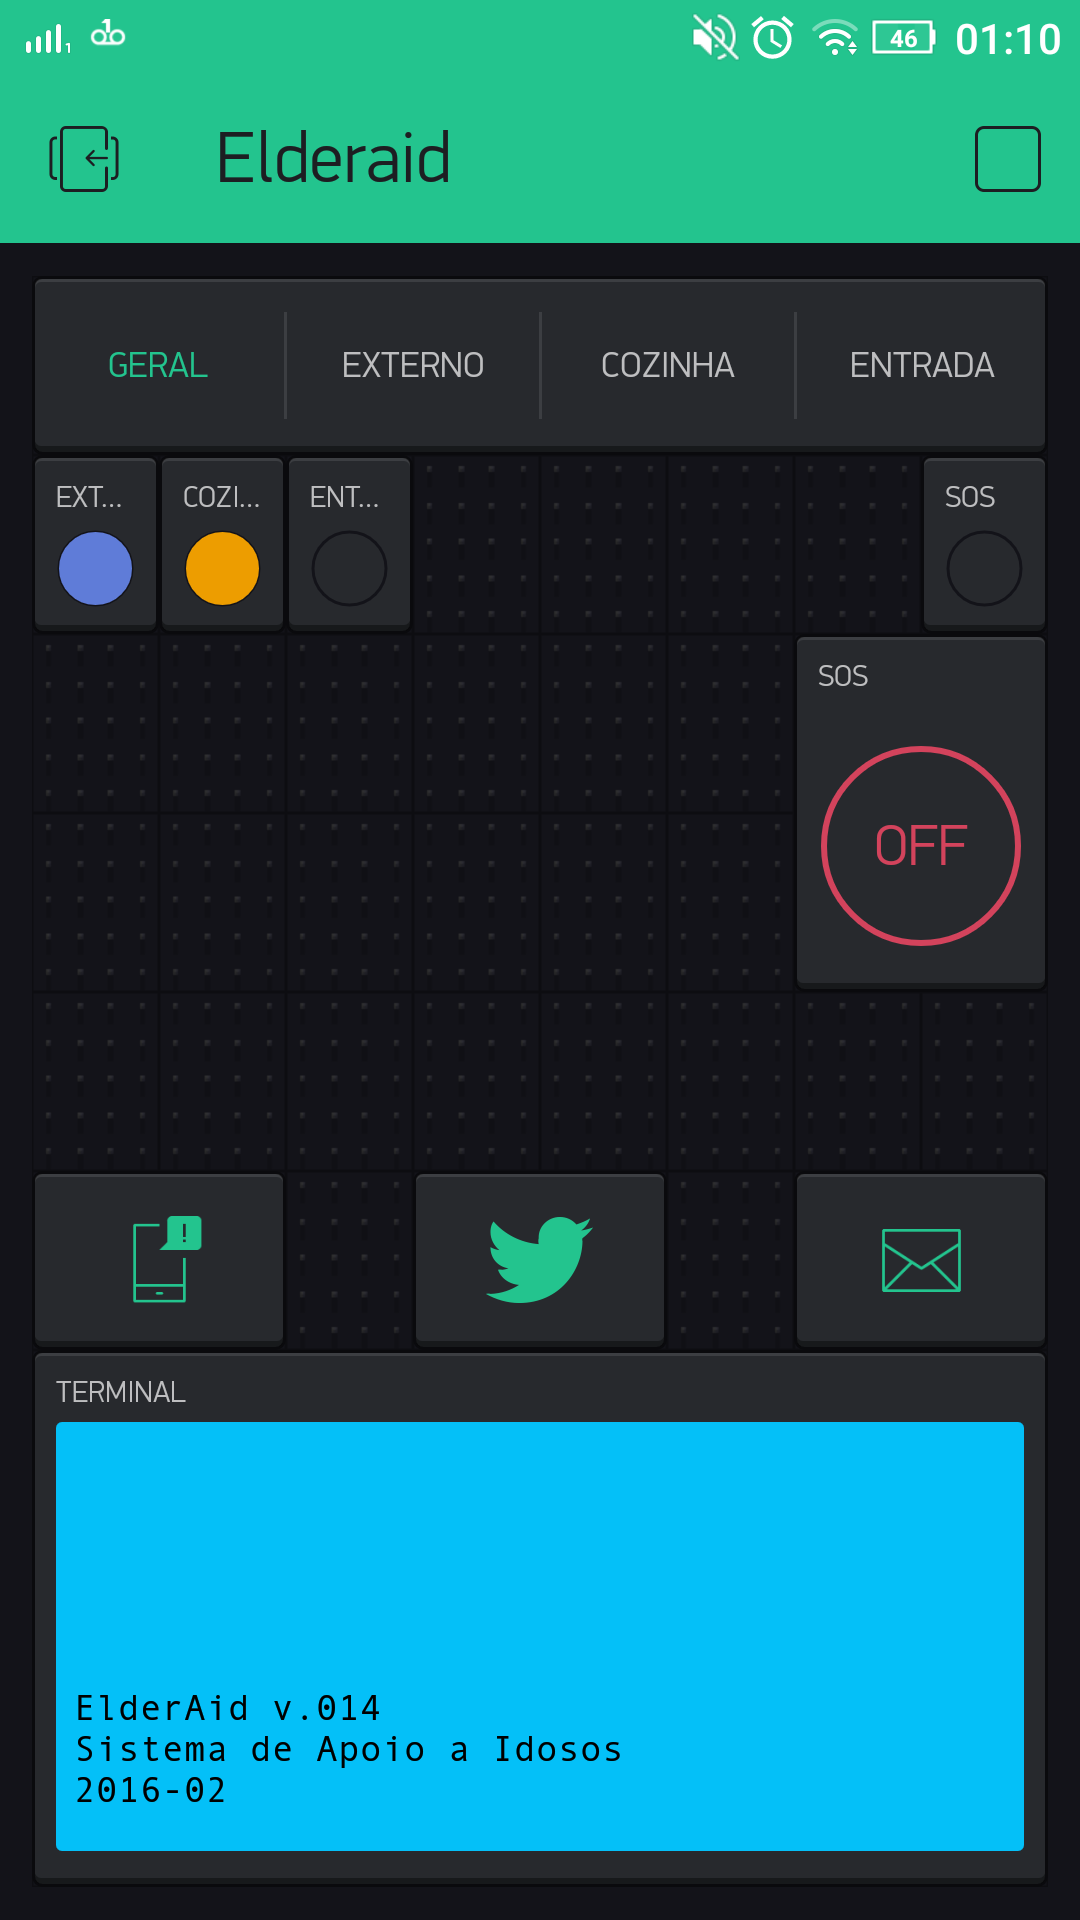 46 01:10
Elderaid
GERAL EXTERNO COZINHA ENTRADA
EXT... COZI... ENT... SOS
SOS
OFF
!
TERMINAL
ElderAid v.014
Sistema de Apoio a Idosos
2016-02